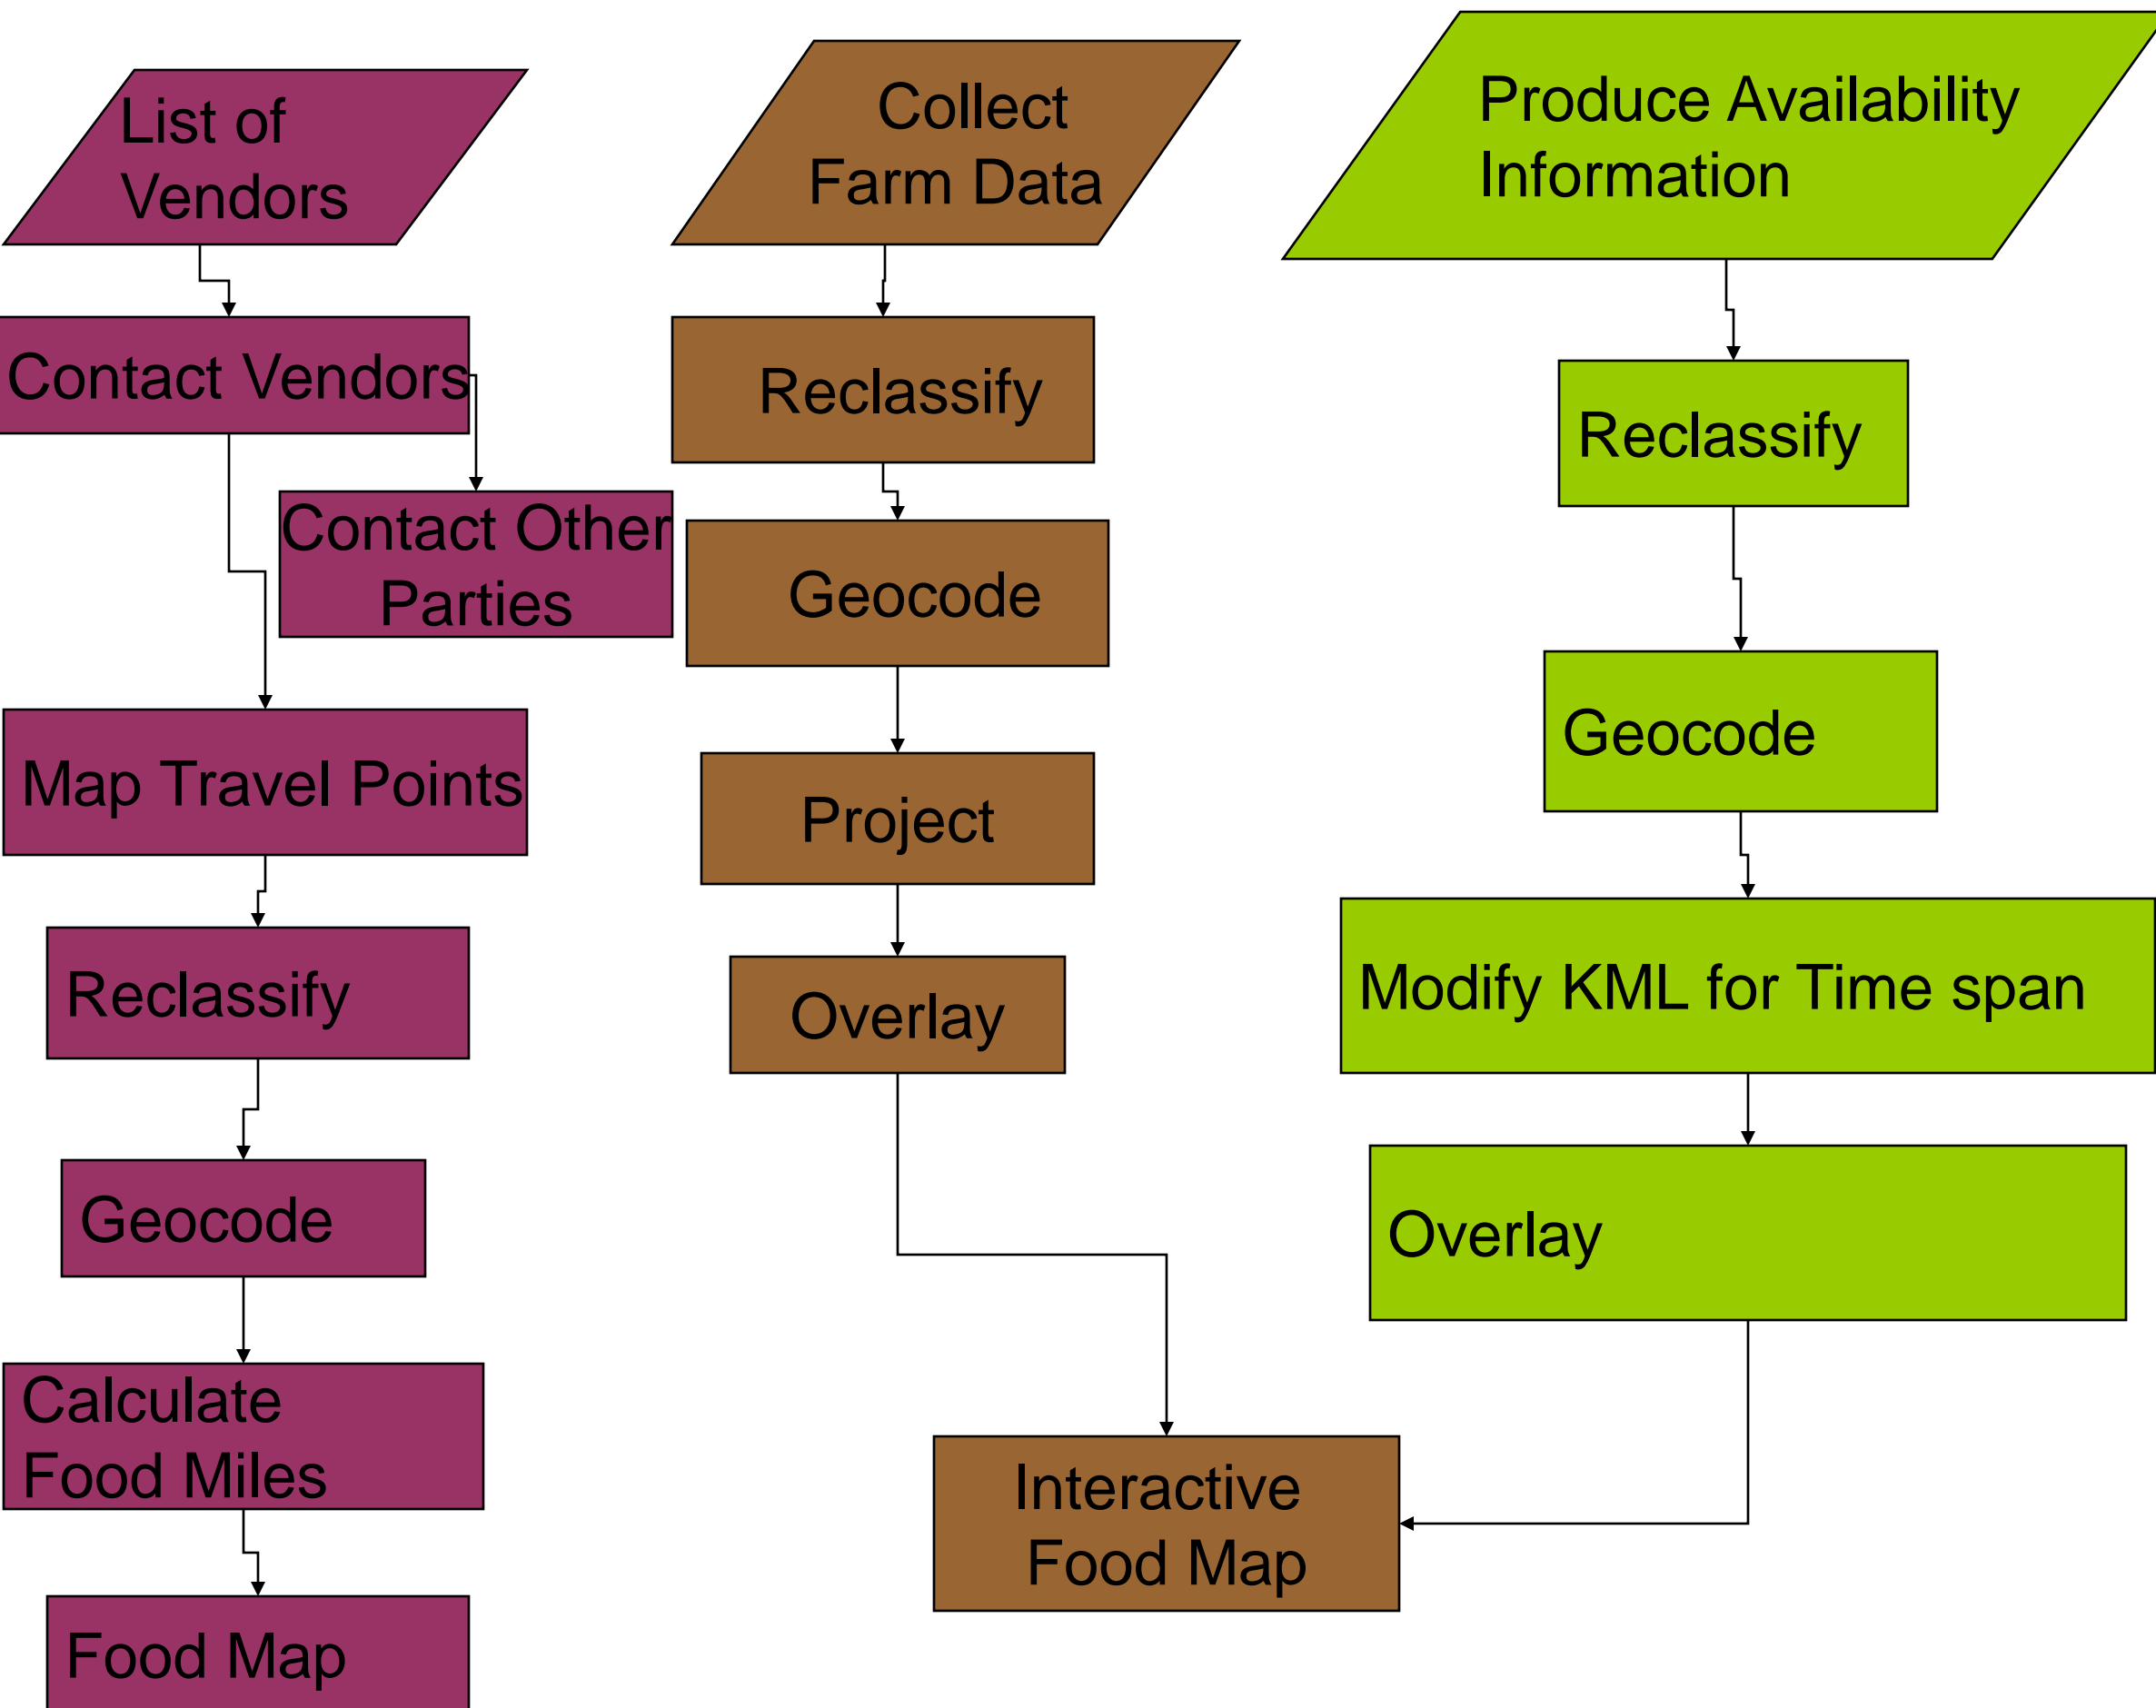 List of
Vendors
Contact Vendors
Contact Other
Parties
Map Travel Points
Reclassify
Geocode
Calculate
Food Miles
Food Map
Collect
Farm Data
Reclassify
Geocode
Project
Overlay
Interactive
Food Map
Produce Availability
Information
Reclassify
Geocode
Modify KML for Time span
Overlay